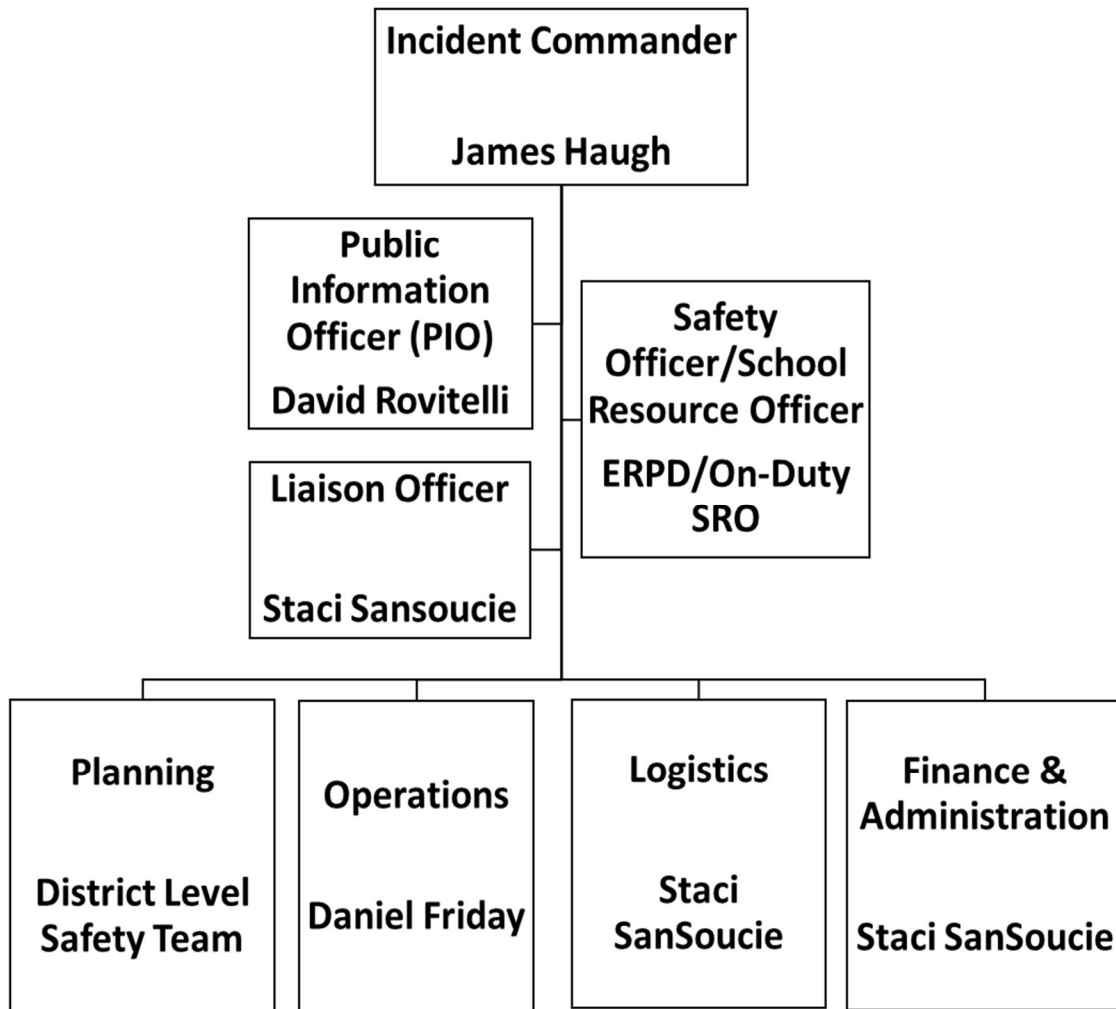 Incident Commander
James Haugh
Public
Information
Officer (PIO)
David Rovitelli
Safety
Officer/School
Resource Officer
ERPD/On-Duty
SRO
Liaison Officer
Staci Sansoucie
Planning
District Level
Safety Team
Operations
Daniel Friday
Logistics
Staci
SanSoucie
Finance &
Administration
Staci SanSoucie